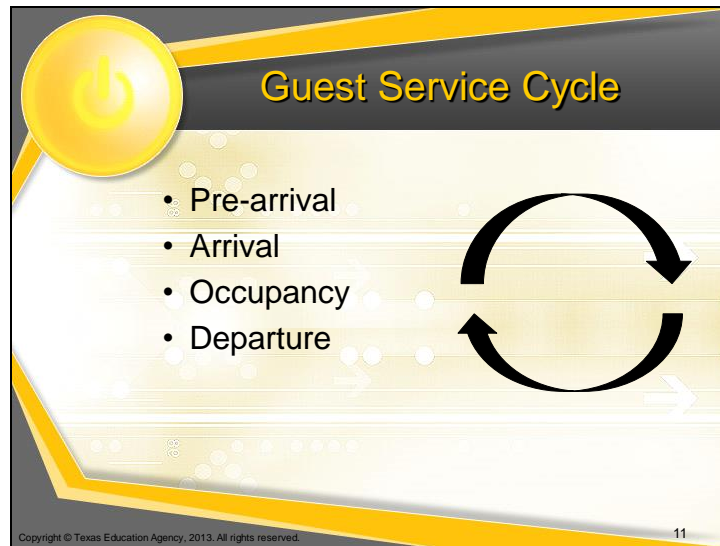 Guest Service Cycle
• Pre-arrival
• Arrival
• Occupancy
• Departure
Copyright © Texas Education Agency, 2013. All rights reserved.
11